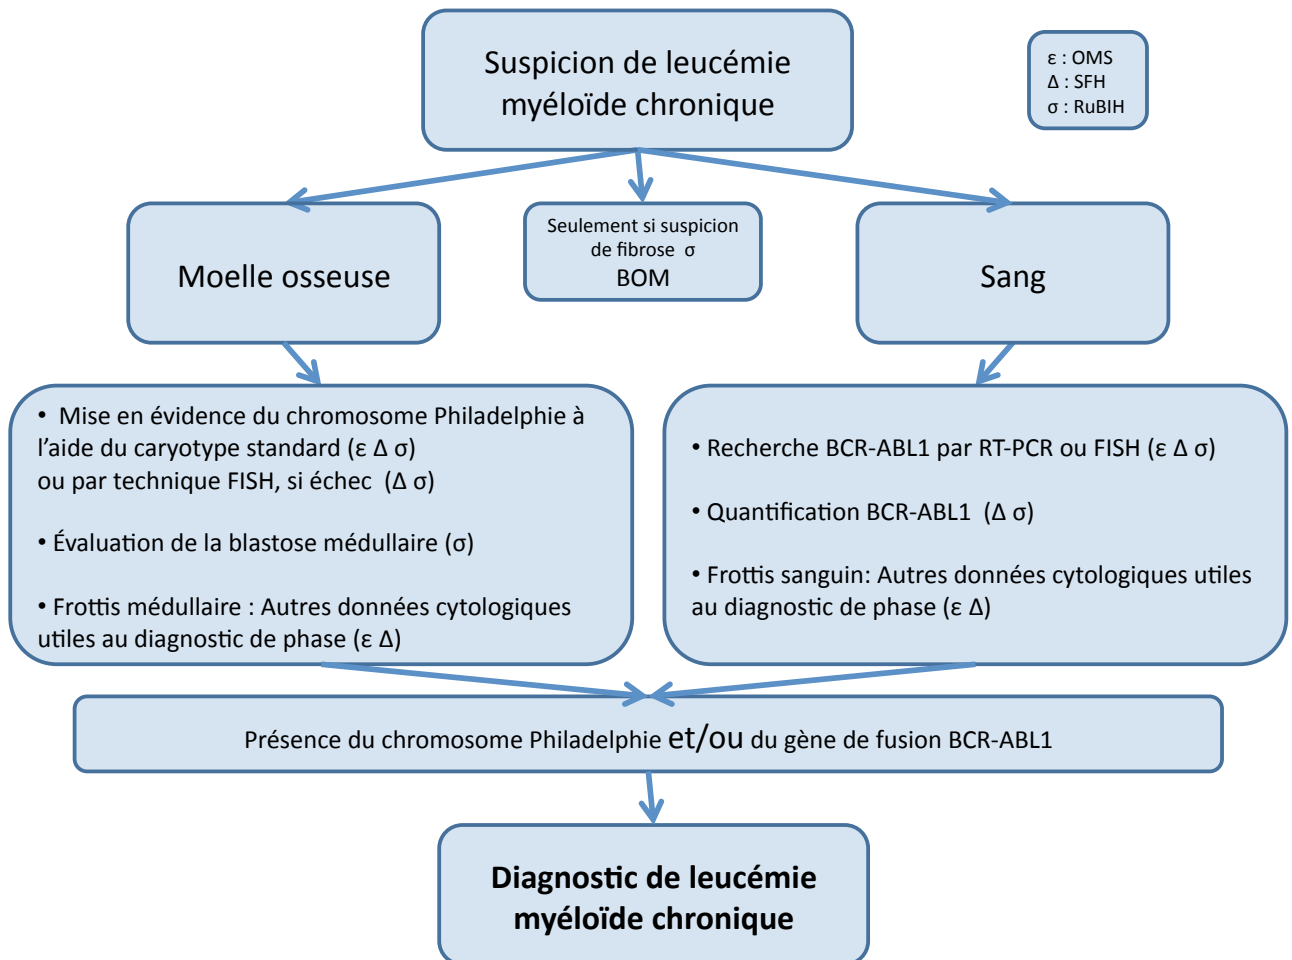 Suspicion de leucémie
myéloïde chronique
ε : OMS
Δ : SFH
σ : RuBIH
Moelle osseuse
Seulement si suspicion
de fibrose σ
BOM
Sang
• Mise en évidence du chromosome Philadelphie à
l'aide du caryotype standard (ε Δ σ)
ou par technique FISH, si échec (Δ σ)
• Évaluation de la blastose médullaire (σ)
• Frottis médullaire : Autres données cytologiques
utiles au diagnostic de phase (ε Δ)
• Recherche BCR-ABL1 par RT-PCR ou FISH (ε Δ σ)
• Quantification BCR-ABL1 (Δ σ)
• Frottis sanguin: Autres données cytologiques utiles
au diagnostic de phase (ε Δ)
Présence du chromosome Philadelphie et/ou du gène de fusion BCR-ABL1
Diagnostic de leucémie
myéloïde chronique